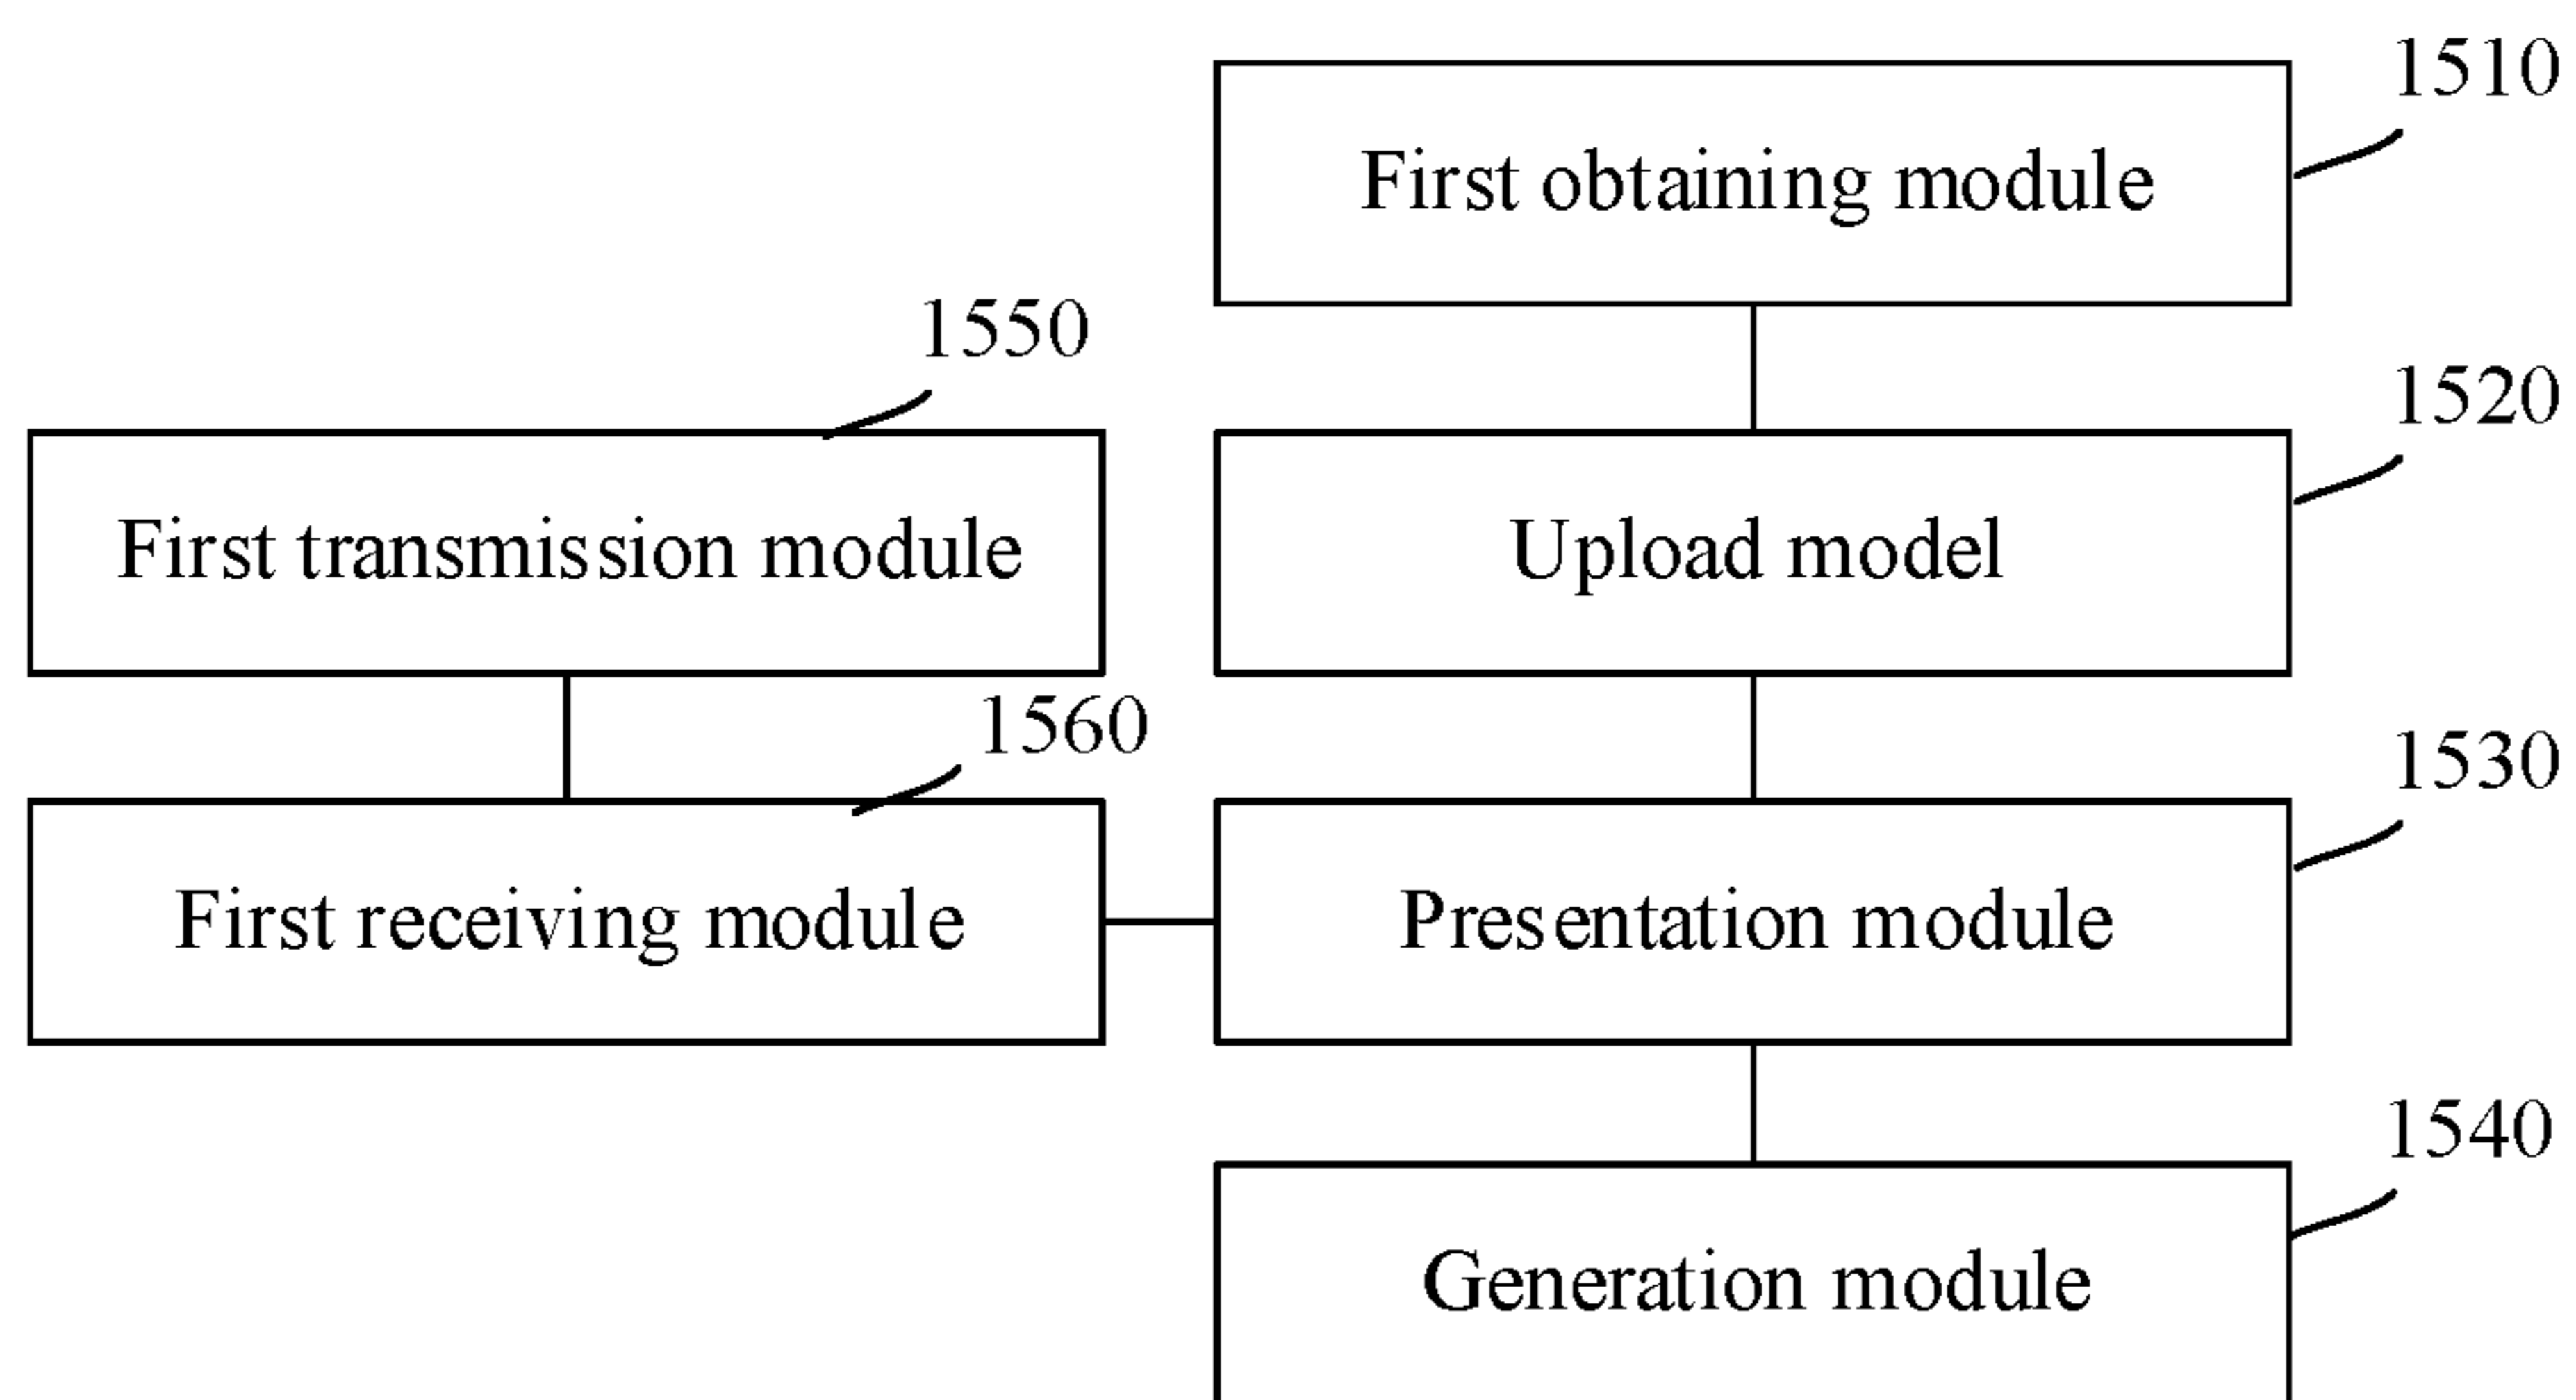 1510
First obtaining module
1550
1520
First transmission module
Upload model
1560
1530
First receiving module
Presentation module
1540
Generation module